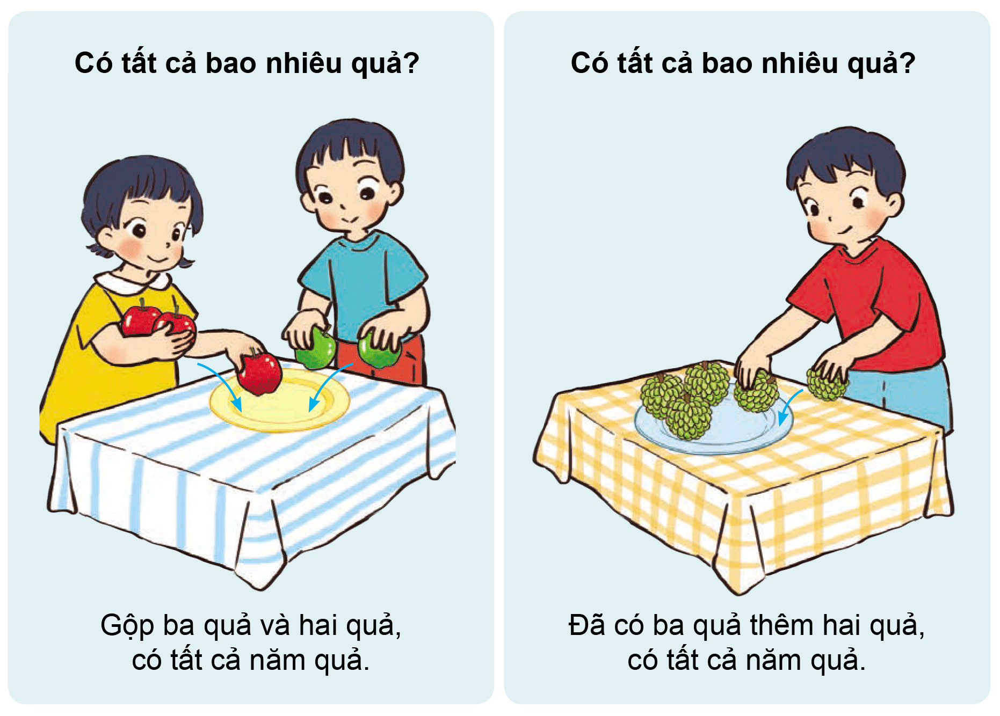 Có tất cả bao nhiêu quả?
Gộp ba quả và hai quả,
có tất cả năm quả.
Có tất cả bao nhiêu quả?
Đã có ba quả thêm hai quả,
có tất cả năm quả.